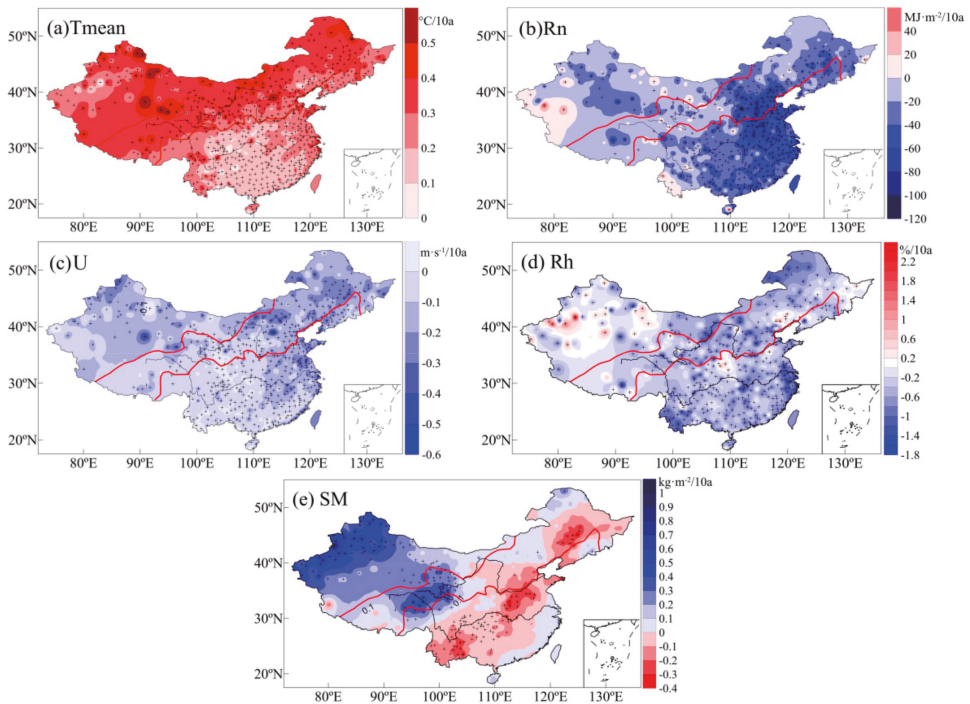 (a)Tmean
°C/10a
50°N
40°N
30°N
20°N
0.5
0.4
0.3
0.2
0.1
0
80°E
90°E
100°E
110°E
120°E
130°E
(b)Rn
MJ·m⁻²/10a
50°N
40°N
30°N
20°N
40
20
0
-20
-40
-60
-80
-100
-120
80°E
90°E
100°E
110°E
120°E
130°E
(c)U
m·s⁻¹/10a
50°N
40°N
30°N
20°N
0.1
0
-0.1
-0.2
-0.3
-0.4
-0.5
-0.6
80°E
90°E
100°E
110°E
120°E
130°E
(d) Rh
%/10a
50°N
40°N
30°N
20°N
2.2
1.8
1.4
1
0.6
0.2
-0.2
-0.6
-1
-1.4
-1.8
80°E
90°E
100°E
110°E
120°E
130°E
(e) SM
kg·m⁻²/10a
50°N
40°N
30°N
20°N
0.1
1
0.9
0.8
0.7
0.6
0.5
0.4
0.3
0.2
0.1
-0.1
-0.2
-0.3
-0.4
80°E
90°E
100°E
110°E
120°E
130°E